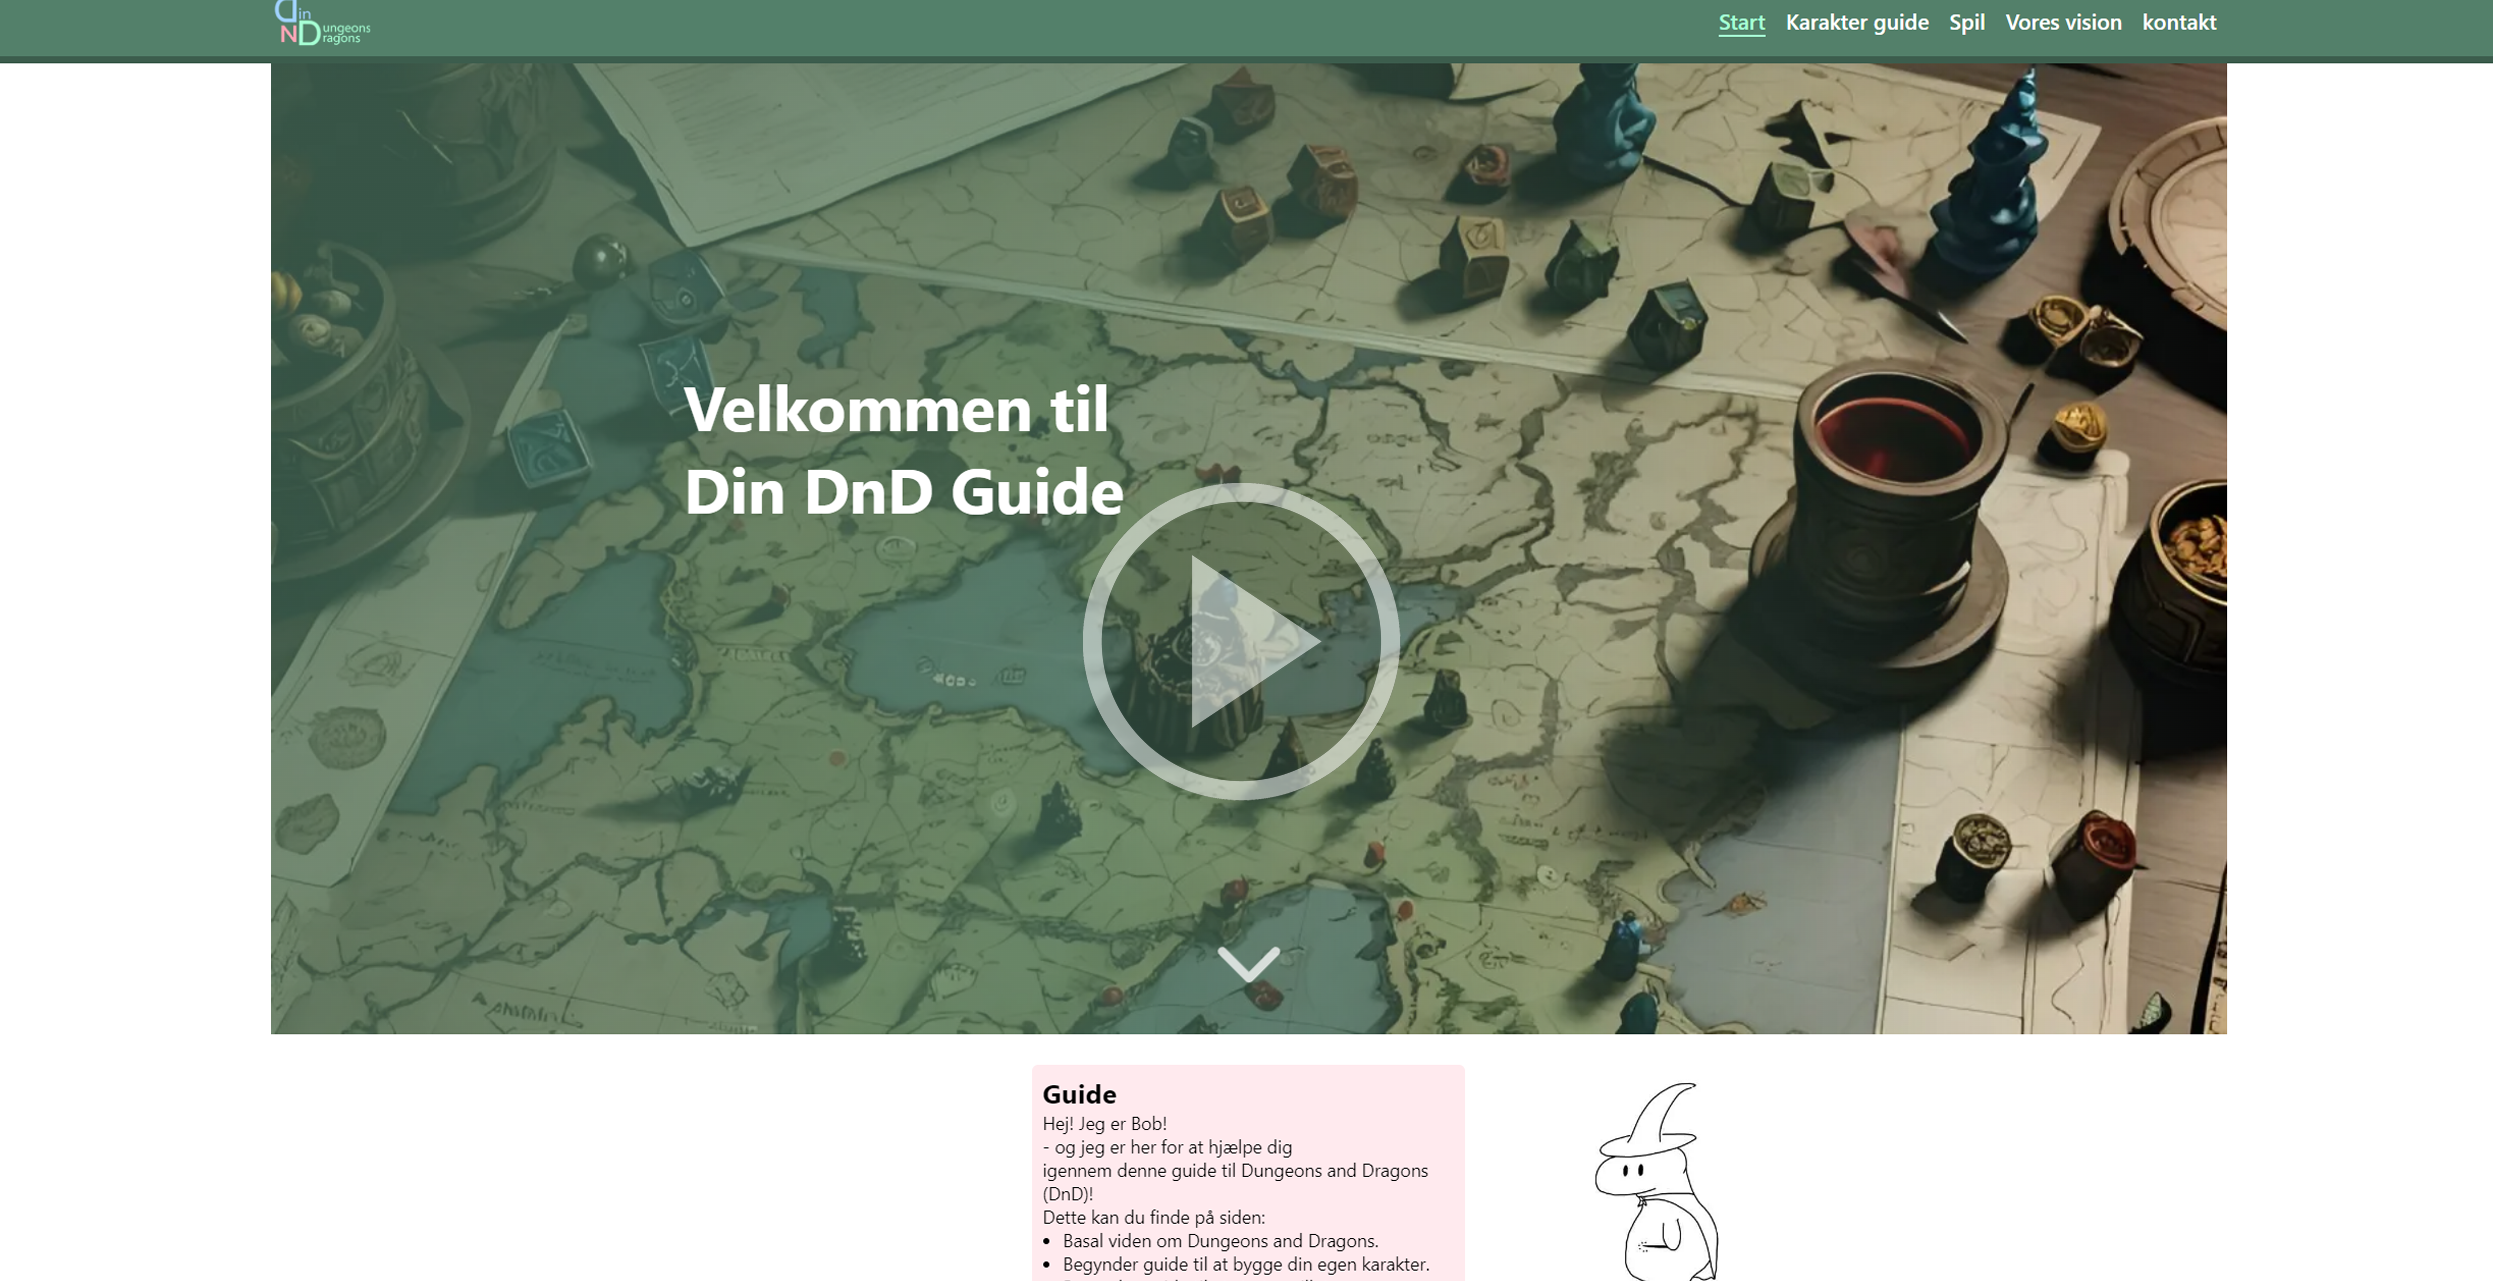 Din
NDungeons
Dragons
Start Karakter guide Spil Vores vision kontakt
Velkommen til
Din DnD Guide
Guide
Hej! Jeg er Bob!
- og jeg er her for at hjælpe dig
igennem denne guide til Dungeons and Dragons
(DnD)!
Dette kan du finde på siden:
• Basal viden om Dungeons and Dragons.
• Begynder guide til at bygge din egen karakter.